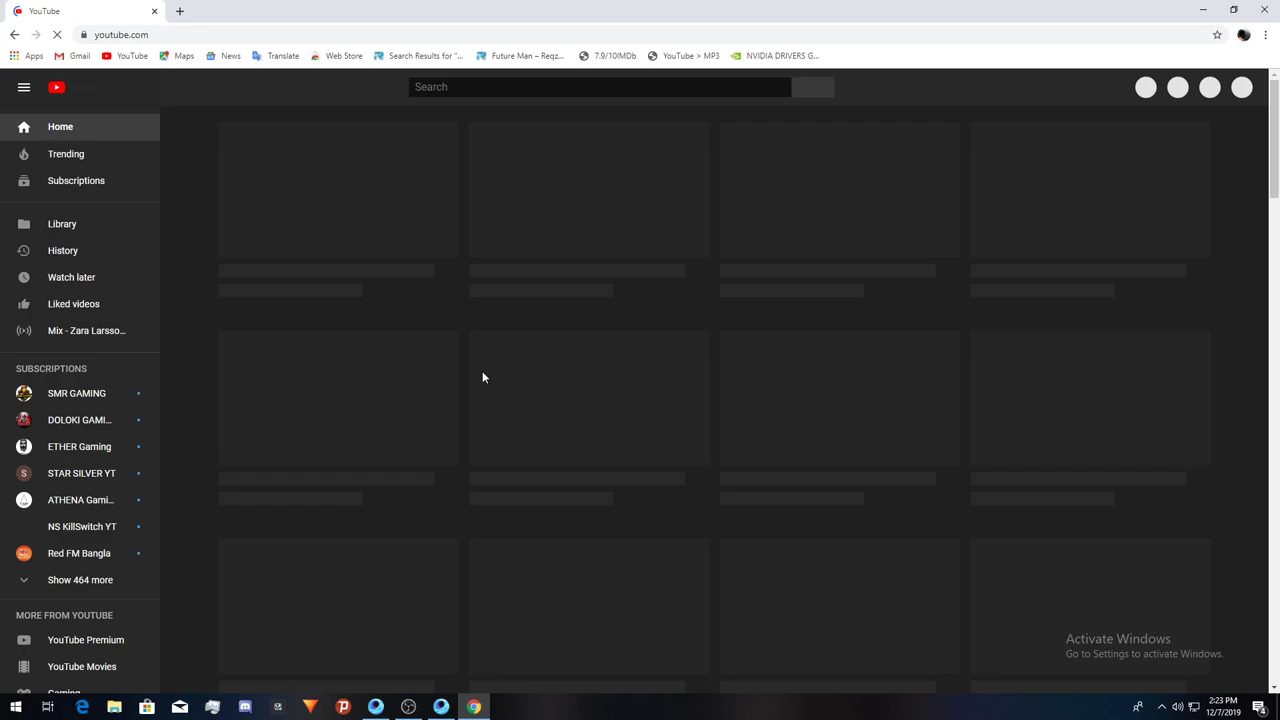 YouTube
youtube.com
Apps
Gmail
YouTube
Maps
News
Translate
Web Store
Search Results for “...
Future Man – Reqz...
7.9/10IMDb
YouTube > MP3
NVIDIA DRIVERS G...
Search
Home
Trending
Subscriptions
Library
History
Watch later
Liked videos
Mix - Zara Larsso...
SUBSCRIPTIONS
SMR GAMING
DOLOKI GAMI...
ETHER Gaming
S
STAR SILVER YT
ATHENA Gami...
NS KillSwitch YT
Red FM Bangla
Show 464 more
MORE FROM YOUTUBE
YouTube Premium
YouTube Movies
Gaming
Activate Windows
Go to Settings to activate Windows.
2:23 PM
12/7/2019
4